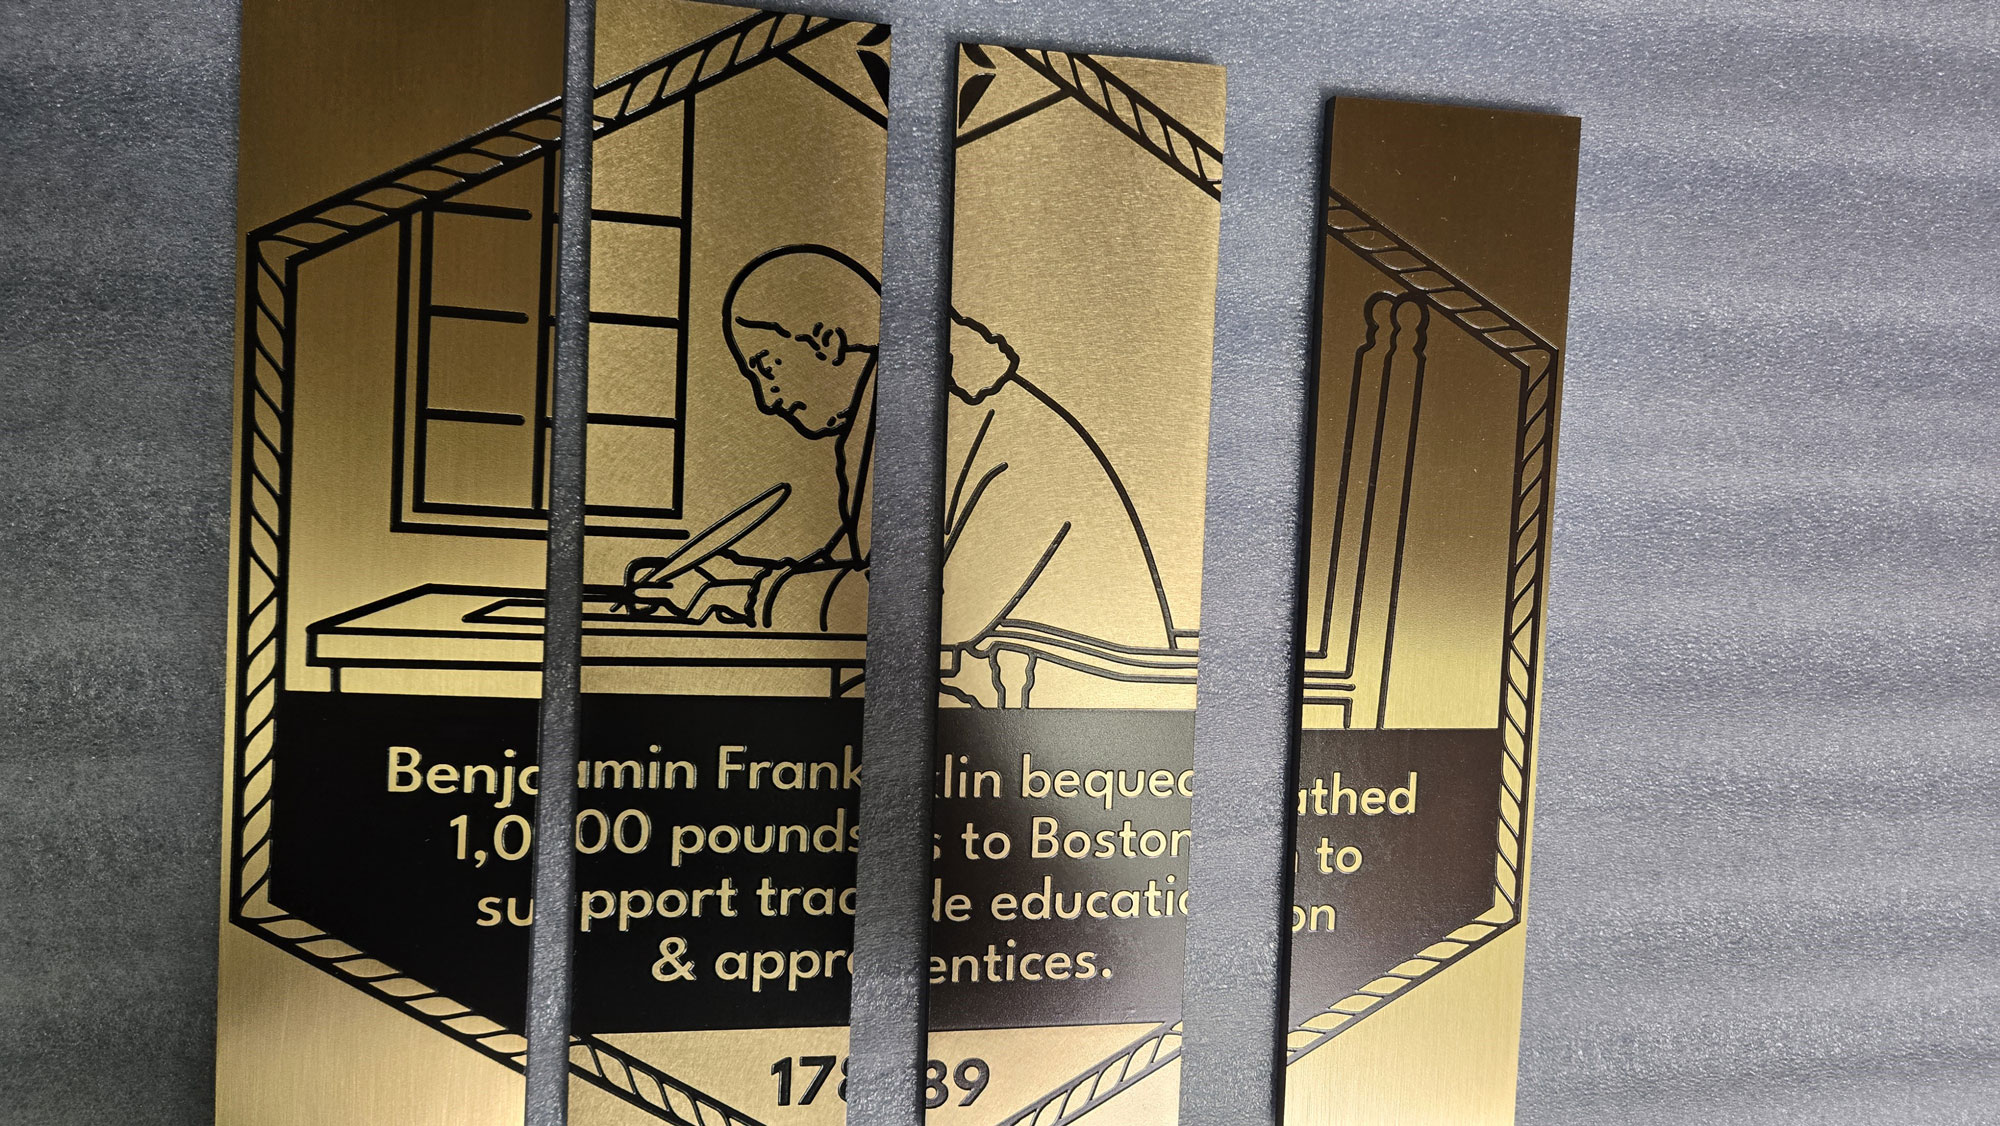 Benjamin Franklin bequeathed
1,000 pounds to Boston to
support trade education
& apprentices.
1789